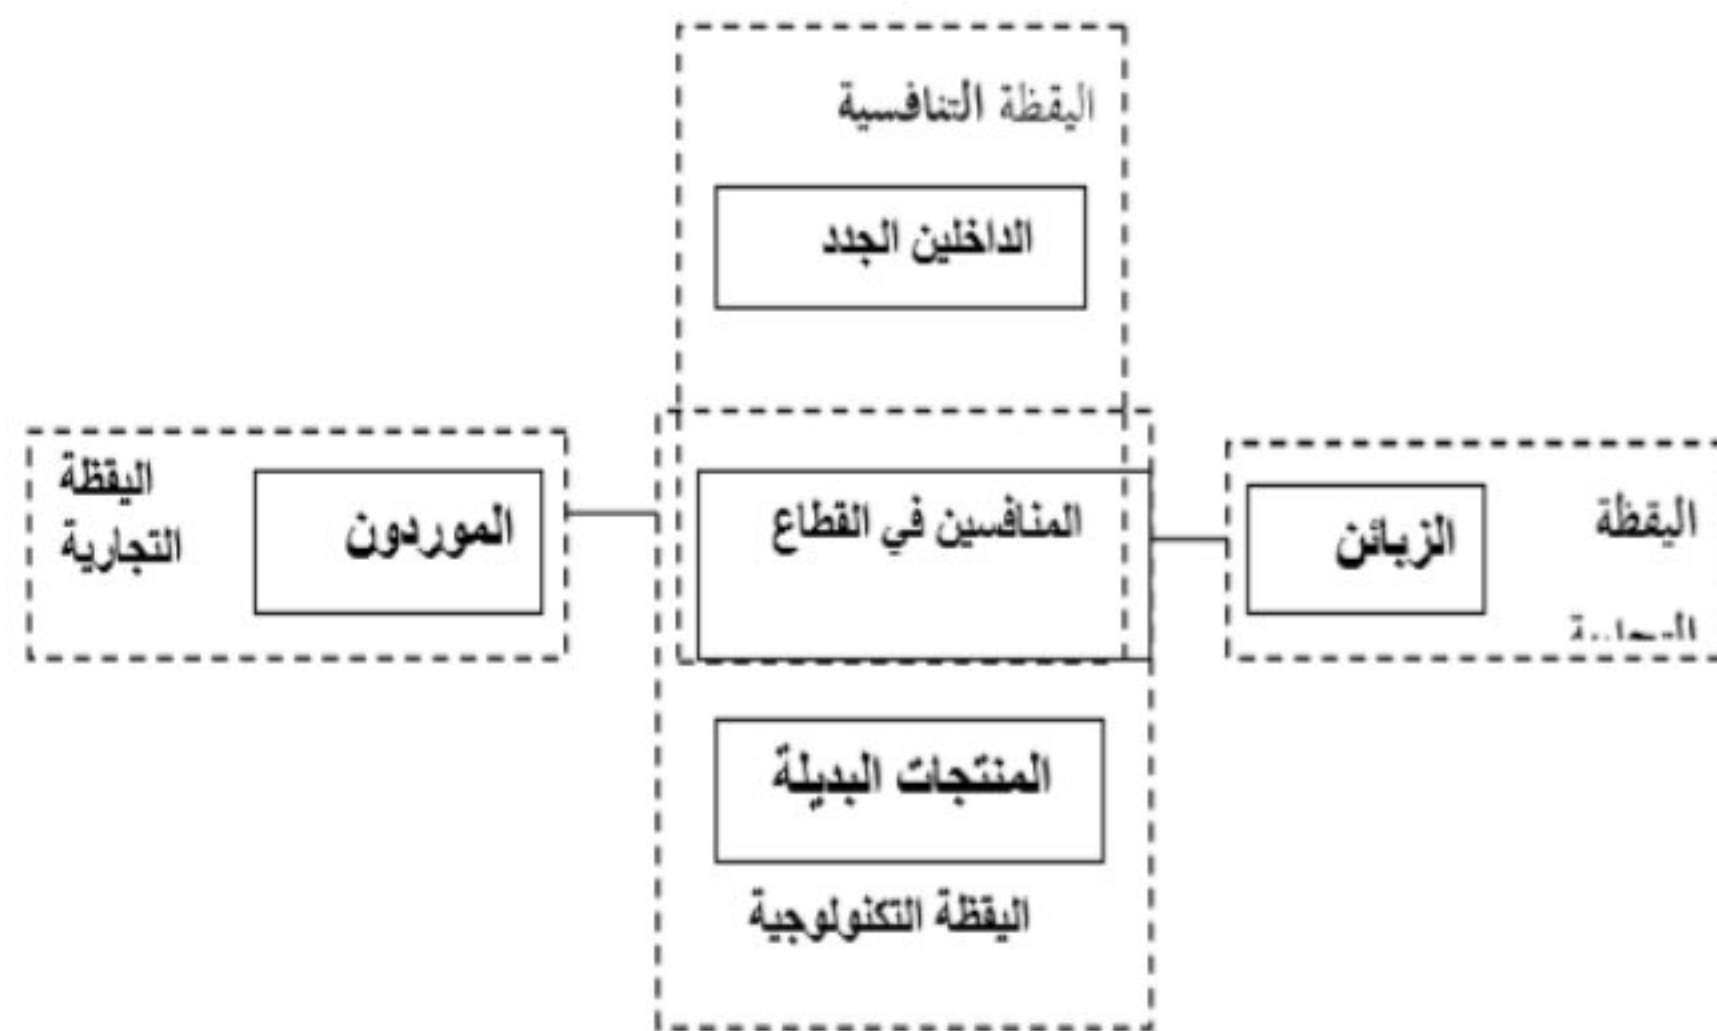 اليقظة التنافسية
الداخلين الجدد
اليقظة
الزبائن
المنافسين في القطاع
الموردون
اليقظة
التجارية
المنتجات البديلة
اليقظة التكنولوجية